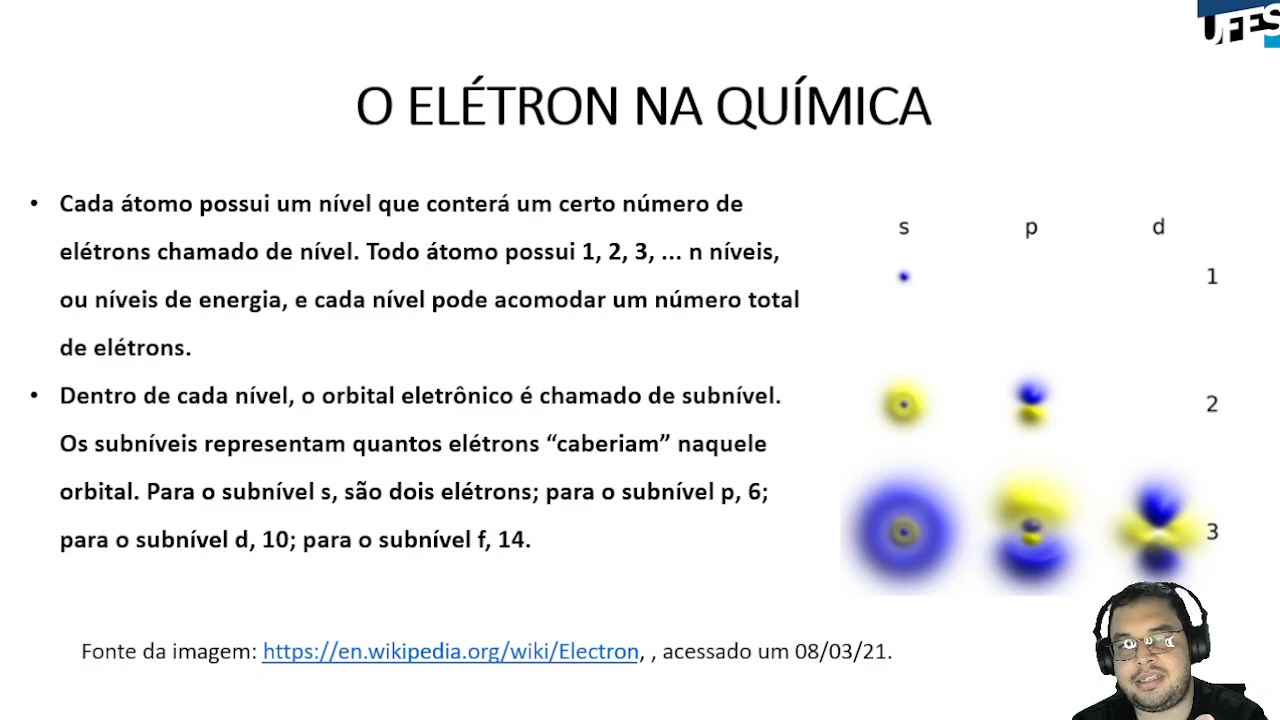 UFES
O ELÉTRON NA QUÍMICA
• Cada átomo possui um nível que conterá um certo número de
elétrons chamado de nível. Todo átomo possui 1, 2, 3, ... n níveis,
ou níveis de energia, e cada nível pode acomodar um número total
de elétrons.
• Dentro de cada nível, o orbital eletrônico é chamado de subnível.
Os subníveis representam quantos elétrons “caberiam” naquele
orbital. Para o subnível s, são dois elétrons; para o subnível p, 6;
para o subnível d, 10; para o subnível f, 14.
s p d
1
2
3
Fonte da imagem: https://en.wikipedia.org/wiki/Electron, , acessado um 08/03/21.